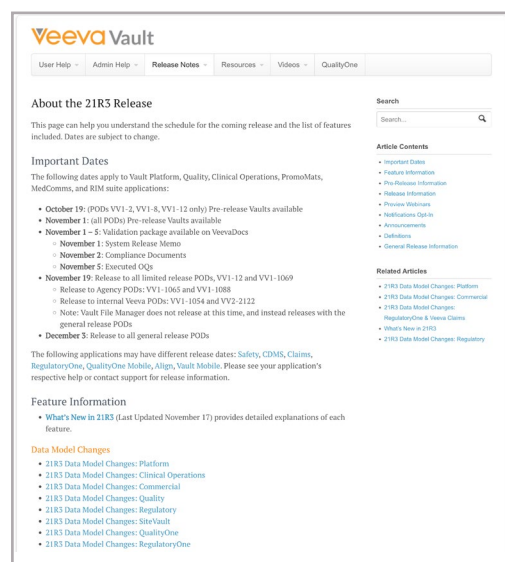 Veeva Vault
User Help
Admin Help
Release Notes
Resources
Videos
QualityOne
About the 21R3 Release
This page can help you understand the schedule for the coming release and the list of features
included. Dates are subject to change.
Important Dates
The following dates apply to Vault Platform, Quality, Clinical Operations, PromoMats,
MedComms, and RIM suite applications:
• October 19: (PODs VV1-2, VV1-8, VV1-12 only) Pre-release Vaults available
• November 1: (all PODs) Pre-release Vaults available
• November 1 – 5: Validation package available on VeevaDocs
◦ November 1: System Release Memo
◦ November 2: Compliance Documents
◦ November 5: Executed OQs
• November 19: Release to all limited release PODs, VV1-12 and VV1-1069
◦ Release to Agency PODs: VV1-1065 and VV1-1088
◦ Release to internal Veeva PODs: VV1-1054 and VV2-2122
◦ Note: Vault File Manager does not release at this time, and instead releases with the
general release PODs
• December 3: Release to all general release PODs
The following applications may have different release dates: Safety, CDMS, Claims,
RegulatoryOne, QualityOne Mobile, Align, Vault Mobile. Please see your application's
respective help or contact support for release information.
Feature Information
• What's New in 21R3 (Last Updated November 17) provides detailed explanations of each
feature.
Data Model Changes
• 21R3 Data Model Changes: Platform
• 21R3 Data Model Changes: Clinical Operations
• 21R3 Data Model Changes: Commercial
• 21R3 Data Model Changes: Quality
• 21R3 Data Model Changes: Regulatory
• 21R3 Data Model Changes: SiteVault
• 21R3 Data Model Changes: QualityOne
• 21R3 Data Model Changes: RegulatoryOne
Search
Search...
Article Contents
• Important Dates
• Feature Information
• Pre-Release Information
• Release Information
• Preview Webinars
• Notifications Opt-In
• Announcements
• Definitions
• General Release Information
Related Articles
• 21R3 Data Model Changes: Platform
• 21R3 Data Model Changes: Commercial
• 21R3 Data Model Changes:
RegulatoryOne & Veeva Claims
• What's New in 21R3
• 21R3 Data Model Changes: Regulatory